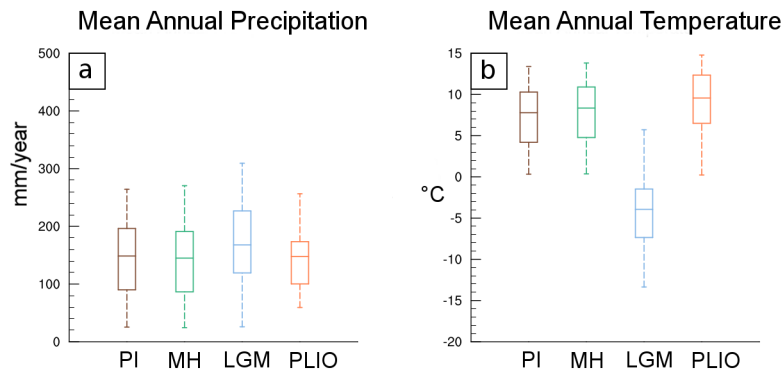 Mean Annual Precipitation
a
mm/year
500
400
300
200
100
0
PI MH LGM PLIO
Mean Annual Temperature
b
°C
15
10
5
0
-5
-10
-15
-20
PI MH LGM PLIO